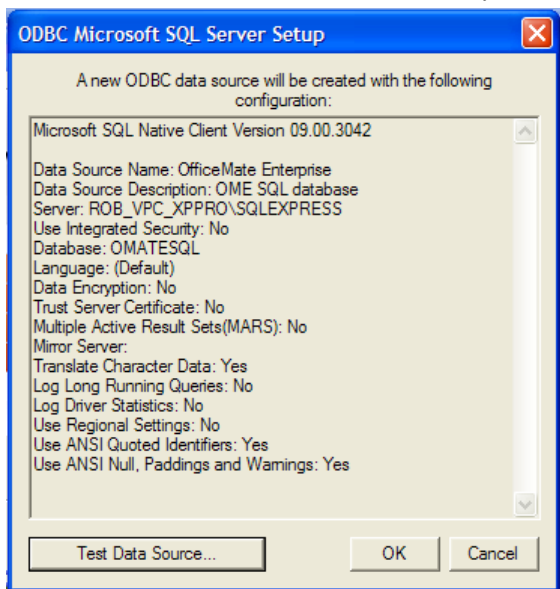 ODBC Microsoft SQL Server Setup
A new ODBC data source will be created with the following
configuration:
Microsoft SQL Native Client Version 09.00.3042
Data Source Name: OfficeMate Enterprise
Data Source Description: OME SQL database
Server: ROB_VPC_XPPRO\SQLEXPRESS
Use Integrated Security: No
Database: OMATESQL
Language: (Default)
Data Encryption: No
Trust Server Certificate: No
Multiple Active Result Sets(MARS): No
Mirror Server:
Translate Character Data: Yes
Log Long Running Queries: No
Log Driver Statistics: No
Use Regional Settings: No
Use ANSI Quoted Identifiers: Yes
Use ANSI Null, Paddings and Warnings: Yes
Test Data Source... OK Cancel